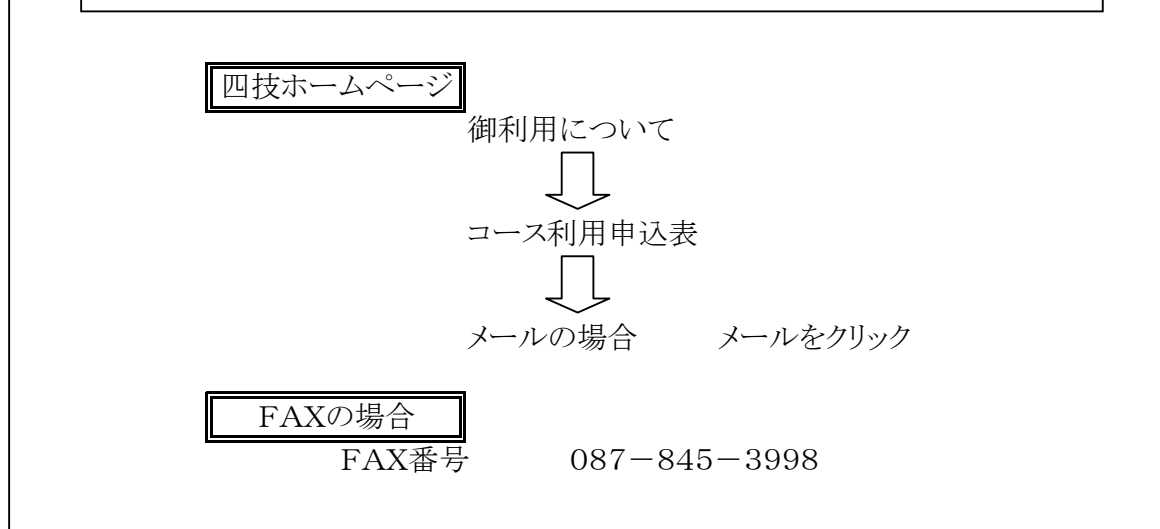 四技ホームページ
御利用について
コース利用申込表
メールの場合　　メールをクリック
FAXの場合
FAX番号　　087－845－3998